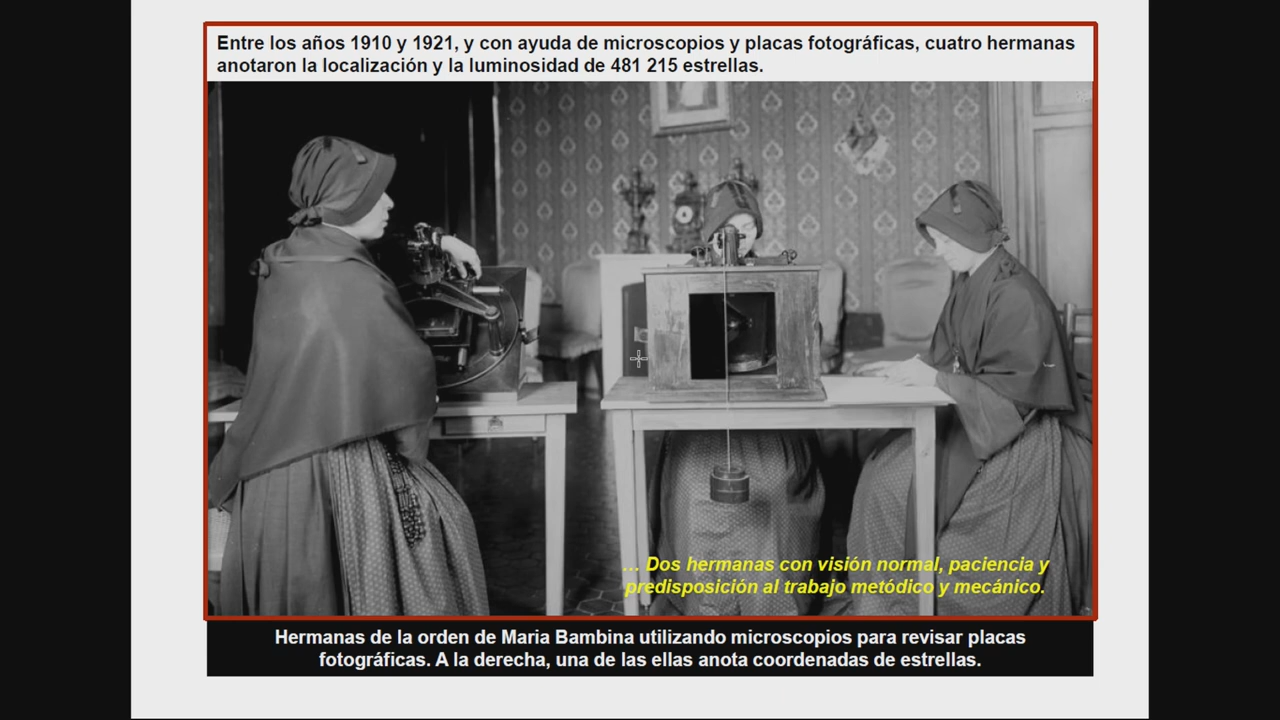 Entre los años 1910 y 1921, y con ayuda de microscopios y placas fotográficas, cuatro hermanas
anotaron la localización y la luminosidad de 481 215 estrellas.
... Dos hermanas con visión normal, paciencia y
predisposición al trabajo metódico y mecánico.
Hermanas de la orden de Maria Bambina utilizando microscopios para revisar placas
fotográficas. A la derecha, una de las ellas anota coordenadas de estrellas.